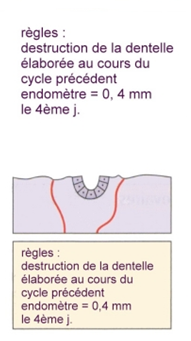 règles :
destruction de la dentelle
élaborée au cours du
cycle précédent
endomètre = 0, 4 mm
le 4ème j.
règles :
destruction de la dentelle
élaborée au cours du
cycle précédent
endomètre = 0,4 mm
le 4ème j.